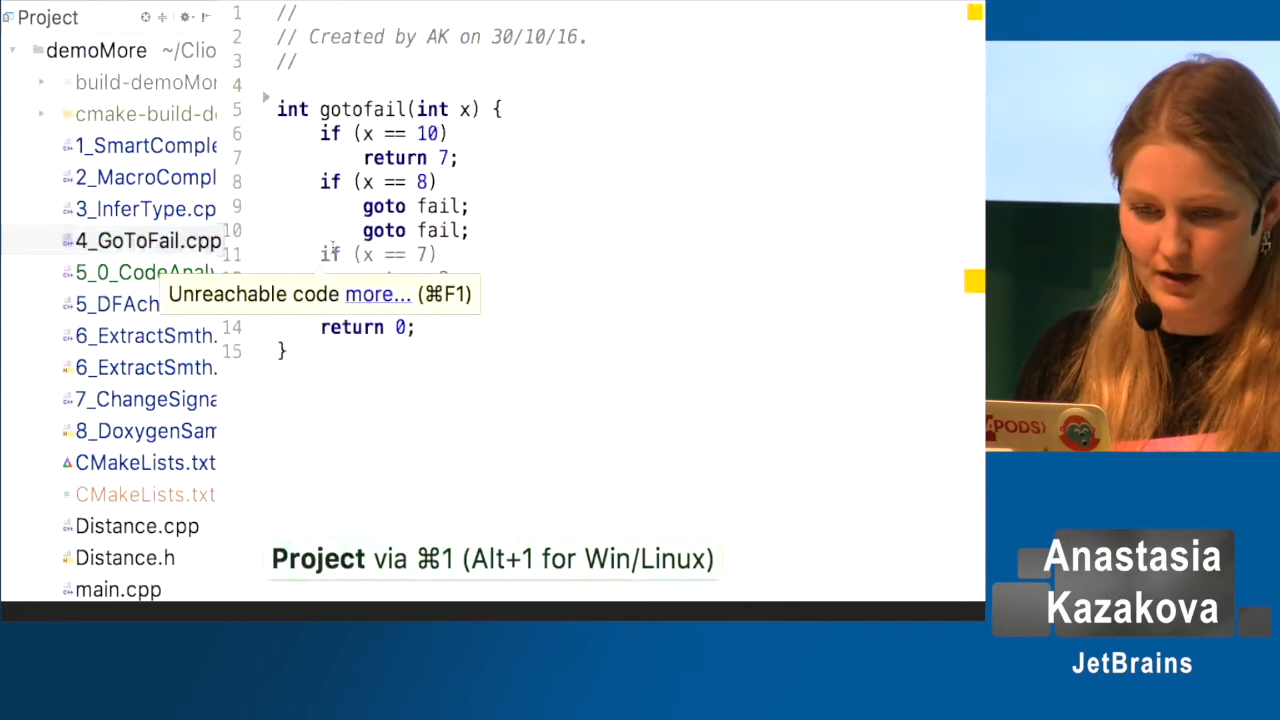 Project
demoMore ~/Clio
build-demoMor
cmake-build-d
1_SmartComple
2_MacroCompl
3_InferType.cp
4_GoToFail.cpp
5_0_CodeAnaly
5_DFAch
6_ExtractSmth.
6_ExtractSmth.
7_ChangeSigna
8_DoxygenSam
CMakeLists.txt
CMakeLists.txt
Distance.cpp
Distance.h
main.cpp
1 //
2 // Created by AK on 30/10/16.
3 //
4
5 int gotofail(int x) {
6 if (x == 10)
7 return 7;
8 if (x == 8)
9 goto fail;
10 goto fail;
11 if (x == 7)
Unreachable code more... (⌘F1)
14 return 0;
15 }
Project via ⌘1 (Alt+1 for Win/Linux)
PODS)
Anastasia
Kazakova
JetBrains